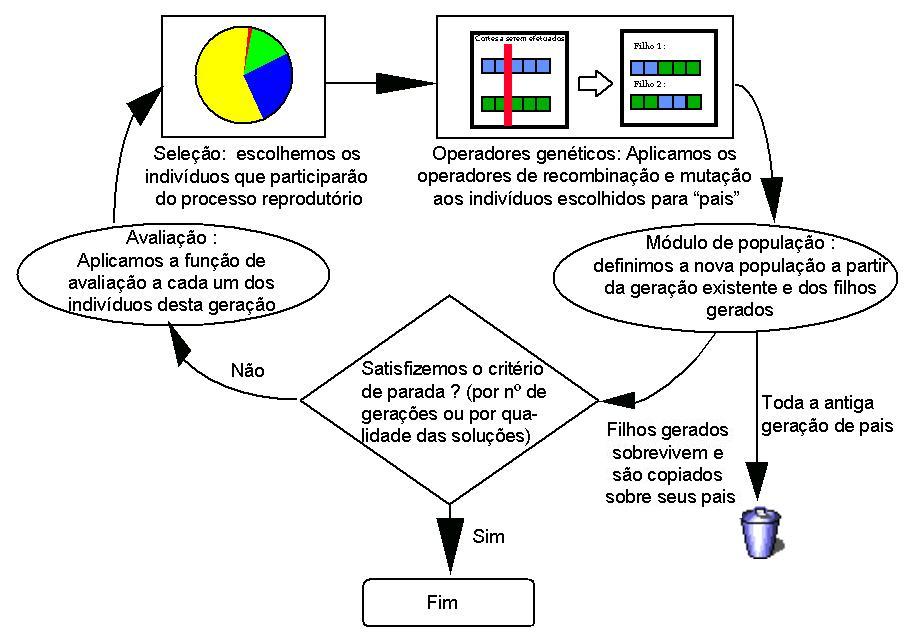 Cortes a serem efetuados
Filho 1 :
Filho 2 :
Seleção: escolhemos os
indivíduos que participarão
do processo reprodutório
Operadores genéticos: Aplicamos os
operadores de recombinação e mutação
aos indivíduos escolhidos para “pais”
Avaliação :
Aplicamos a função de
avaliação a cada um dos
indivíduos desta geração
Módulo de população :
definimos a nova população a partir
da geração existente e dos filhos
gerados
Não
Satisfizemos o critério
de parada ? (por nº de
gerações ou por qua-
lidade das soluções)
Toda a antiga
geração de pais
Filhos gerados
sobrevivem e
são copiados
sobre seus pais
Sim
Fim